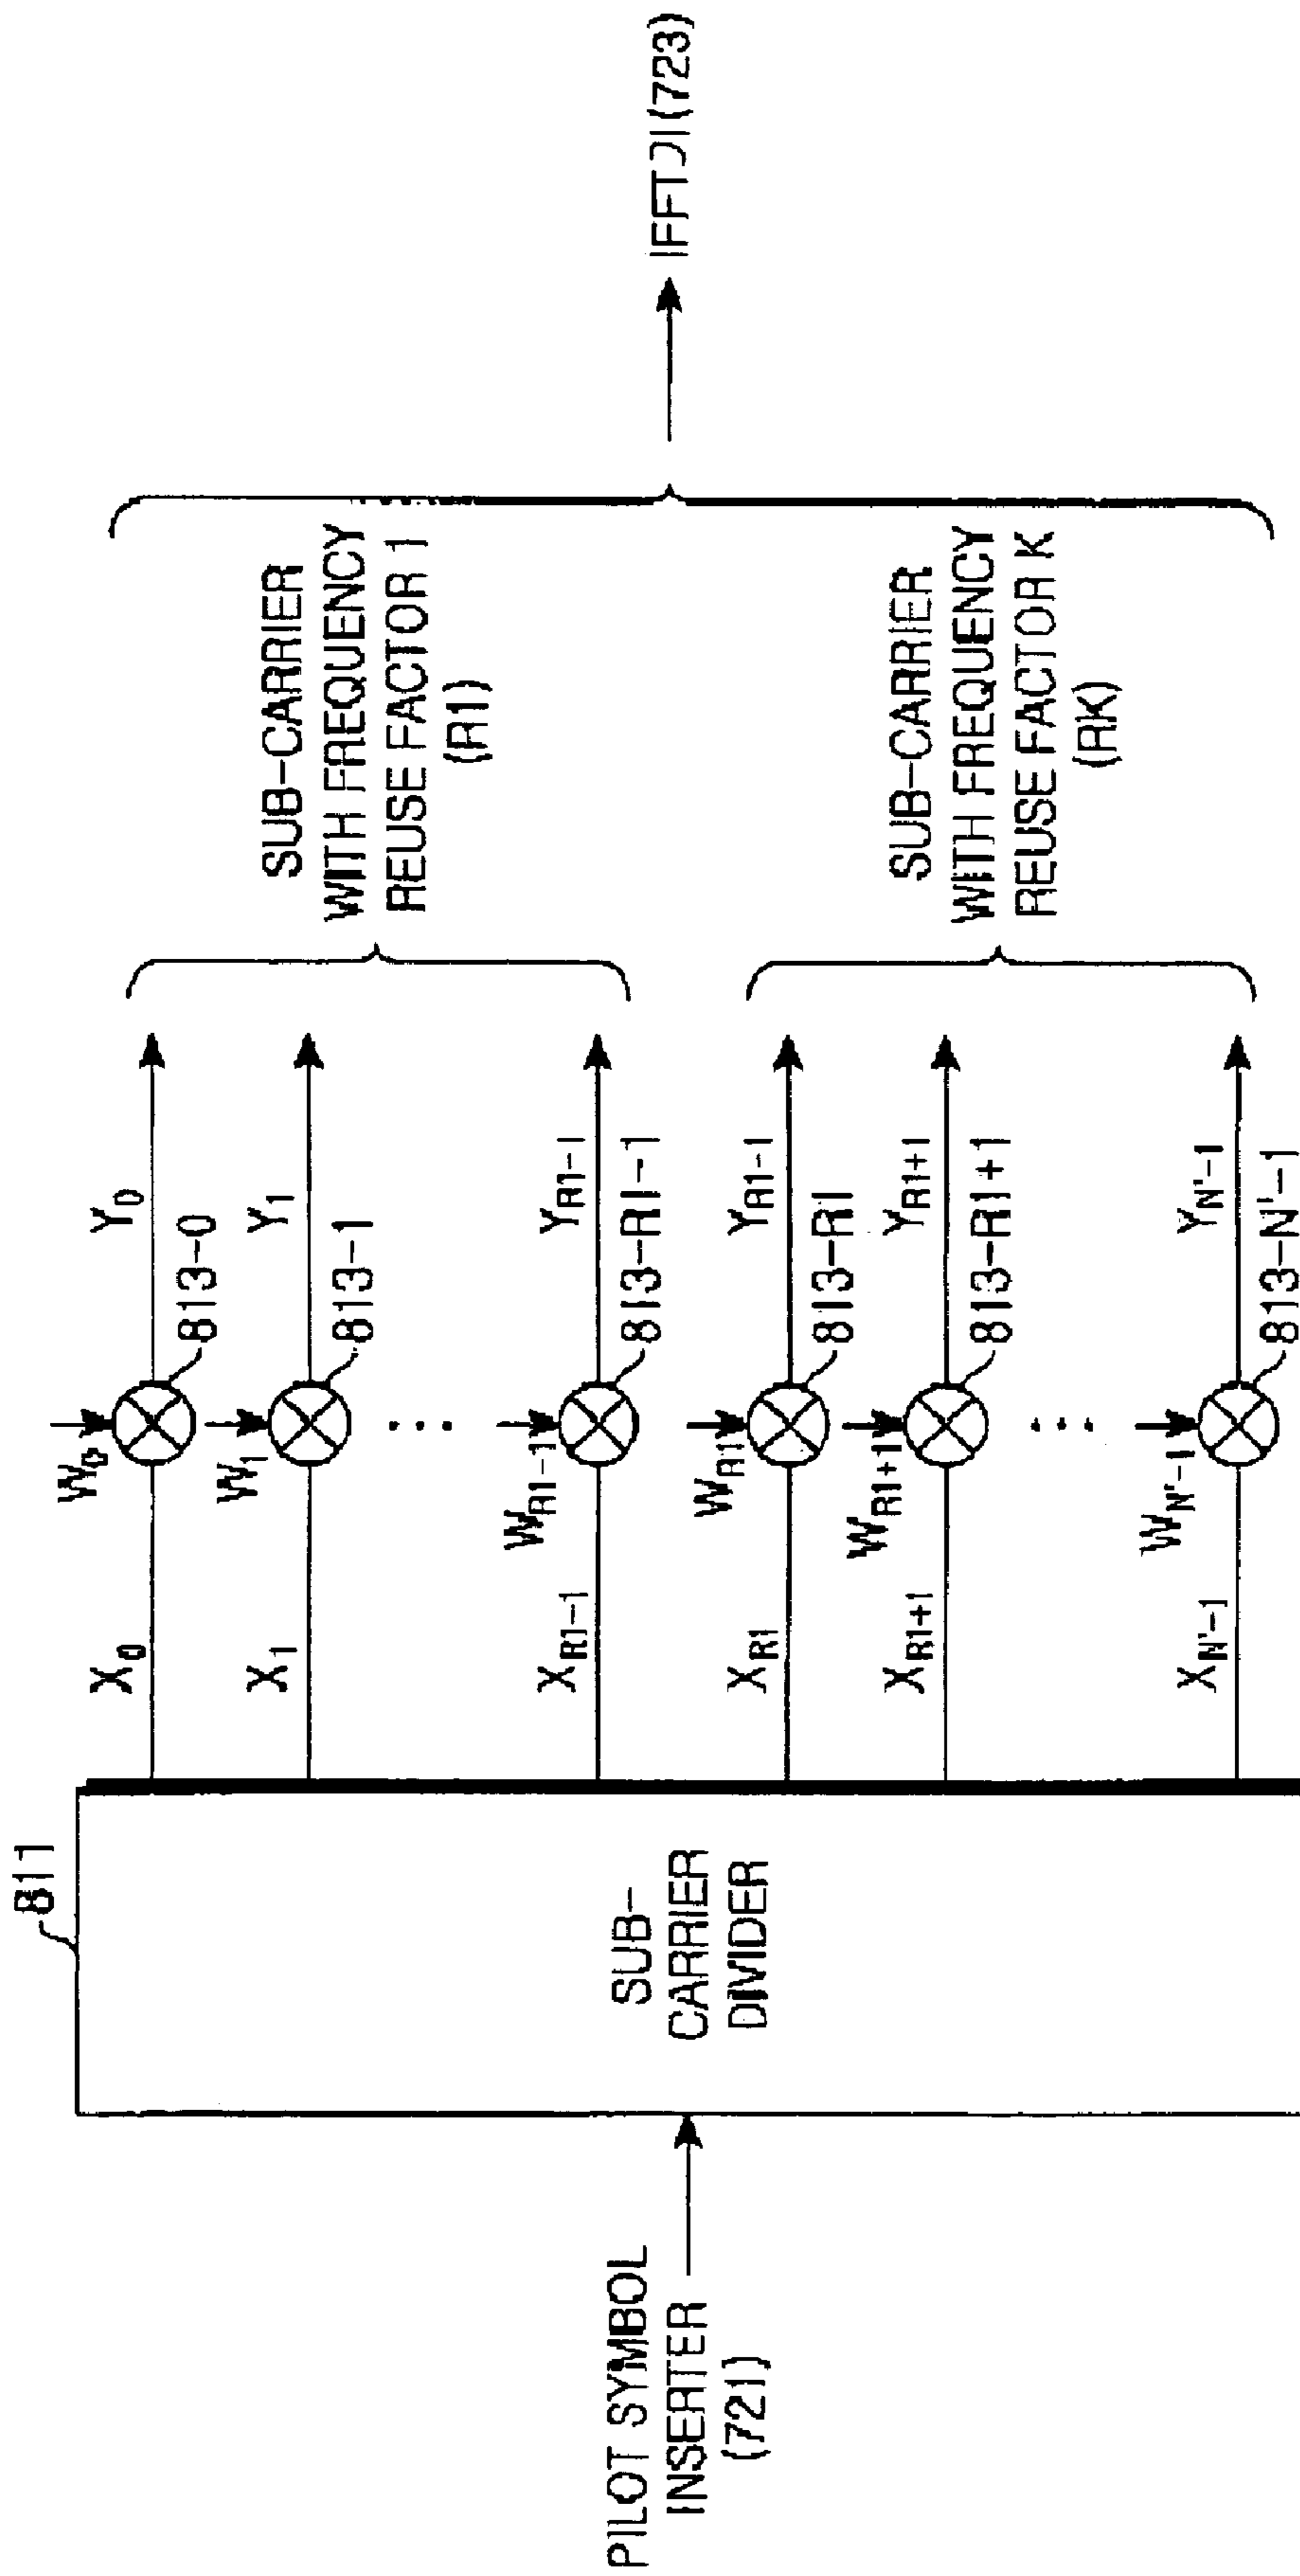 PILOT SYMBOL
INSERTER
(721)
811
SUB-
CARRIER
DIVIDER
X0
W0
Y0
813-0
X1
W1
Y1
813-1
...
XR1-1
WR1-1
YR1-1
813-R1-1
XR1
WR1
YR1-1
813-R1
XR1+1
WR1+1
YR1+1
813-R1+1
...
XN'-1
WN'-1
YN'-1
813-N'-1
SUB-CARRIER
WITH FREQUENCY
REUSE FACTOR 1
(R1)
SUB-CARRIER
WITH FREQUENCY
REUSE FACTOR K
(RK)
(723)